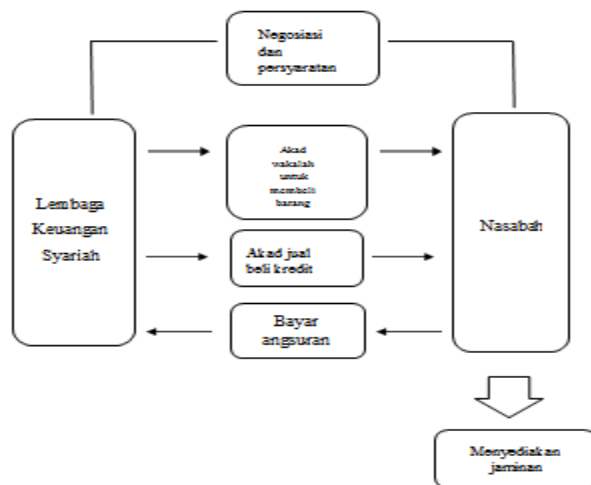 Negosiasi
dan
persyaratan
Lembaga
Keuangan
Syariah
Akad
wakalah
untuk
membeli
barang
Nasabah
Akad jual
beli kredit
Bayar
angsuran
Menyediakan
jaminan